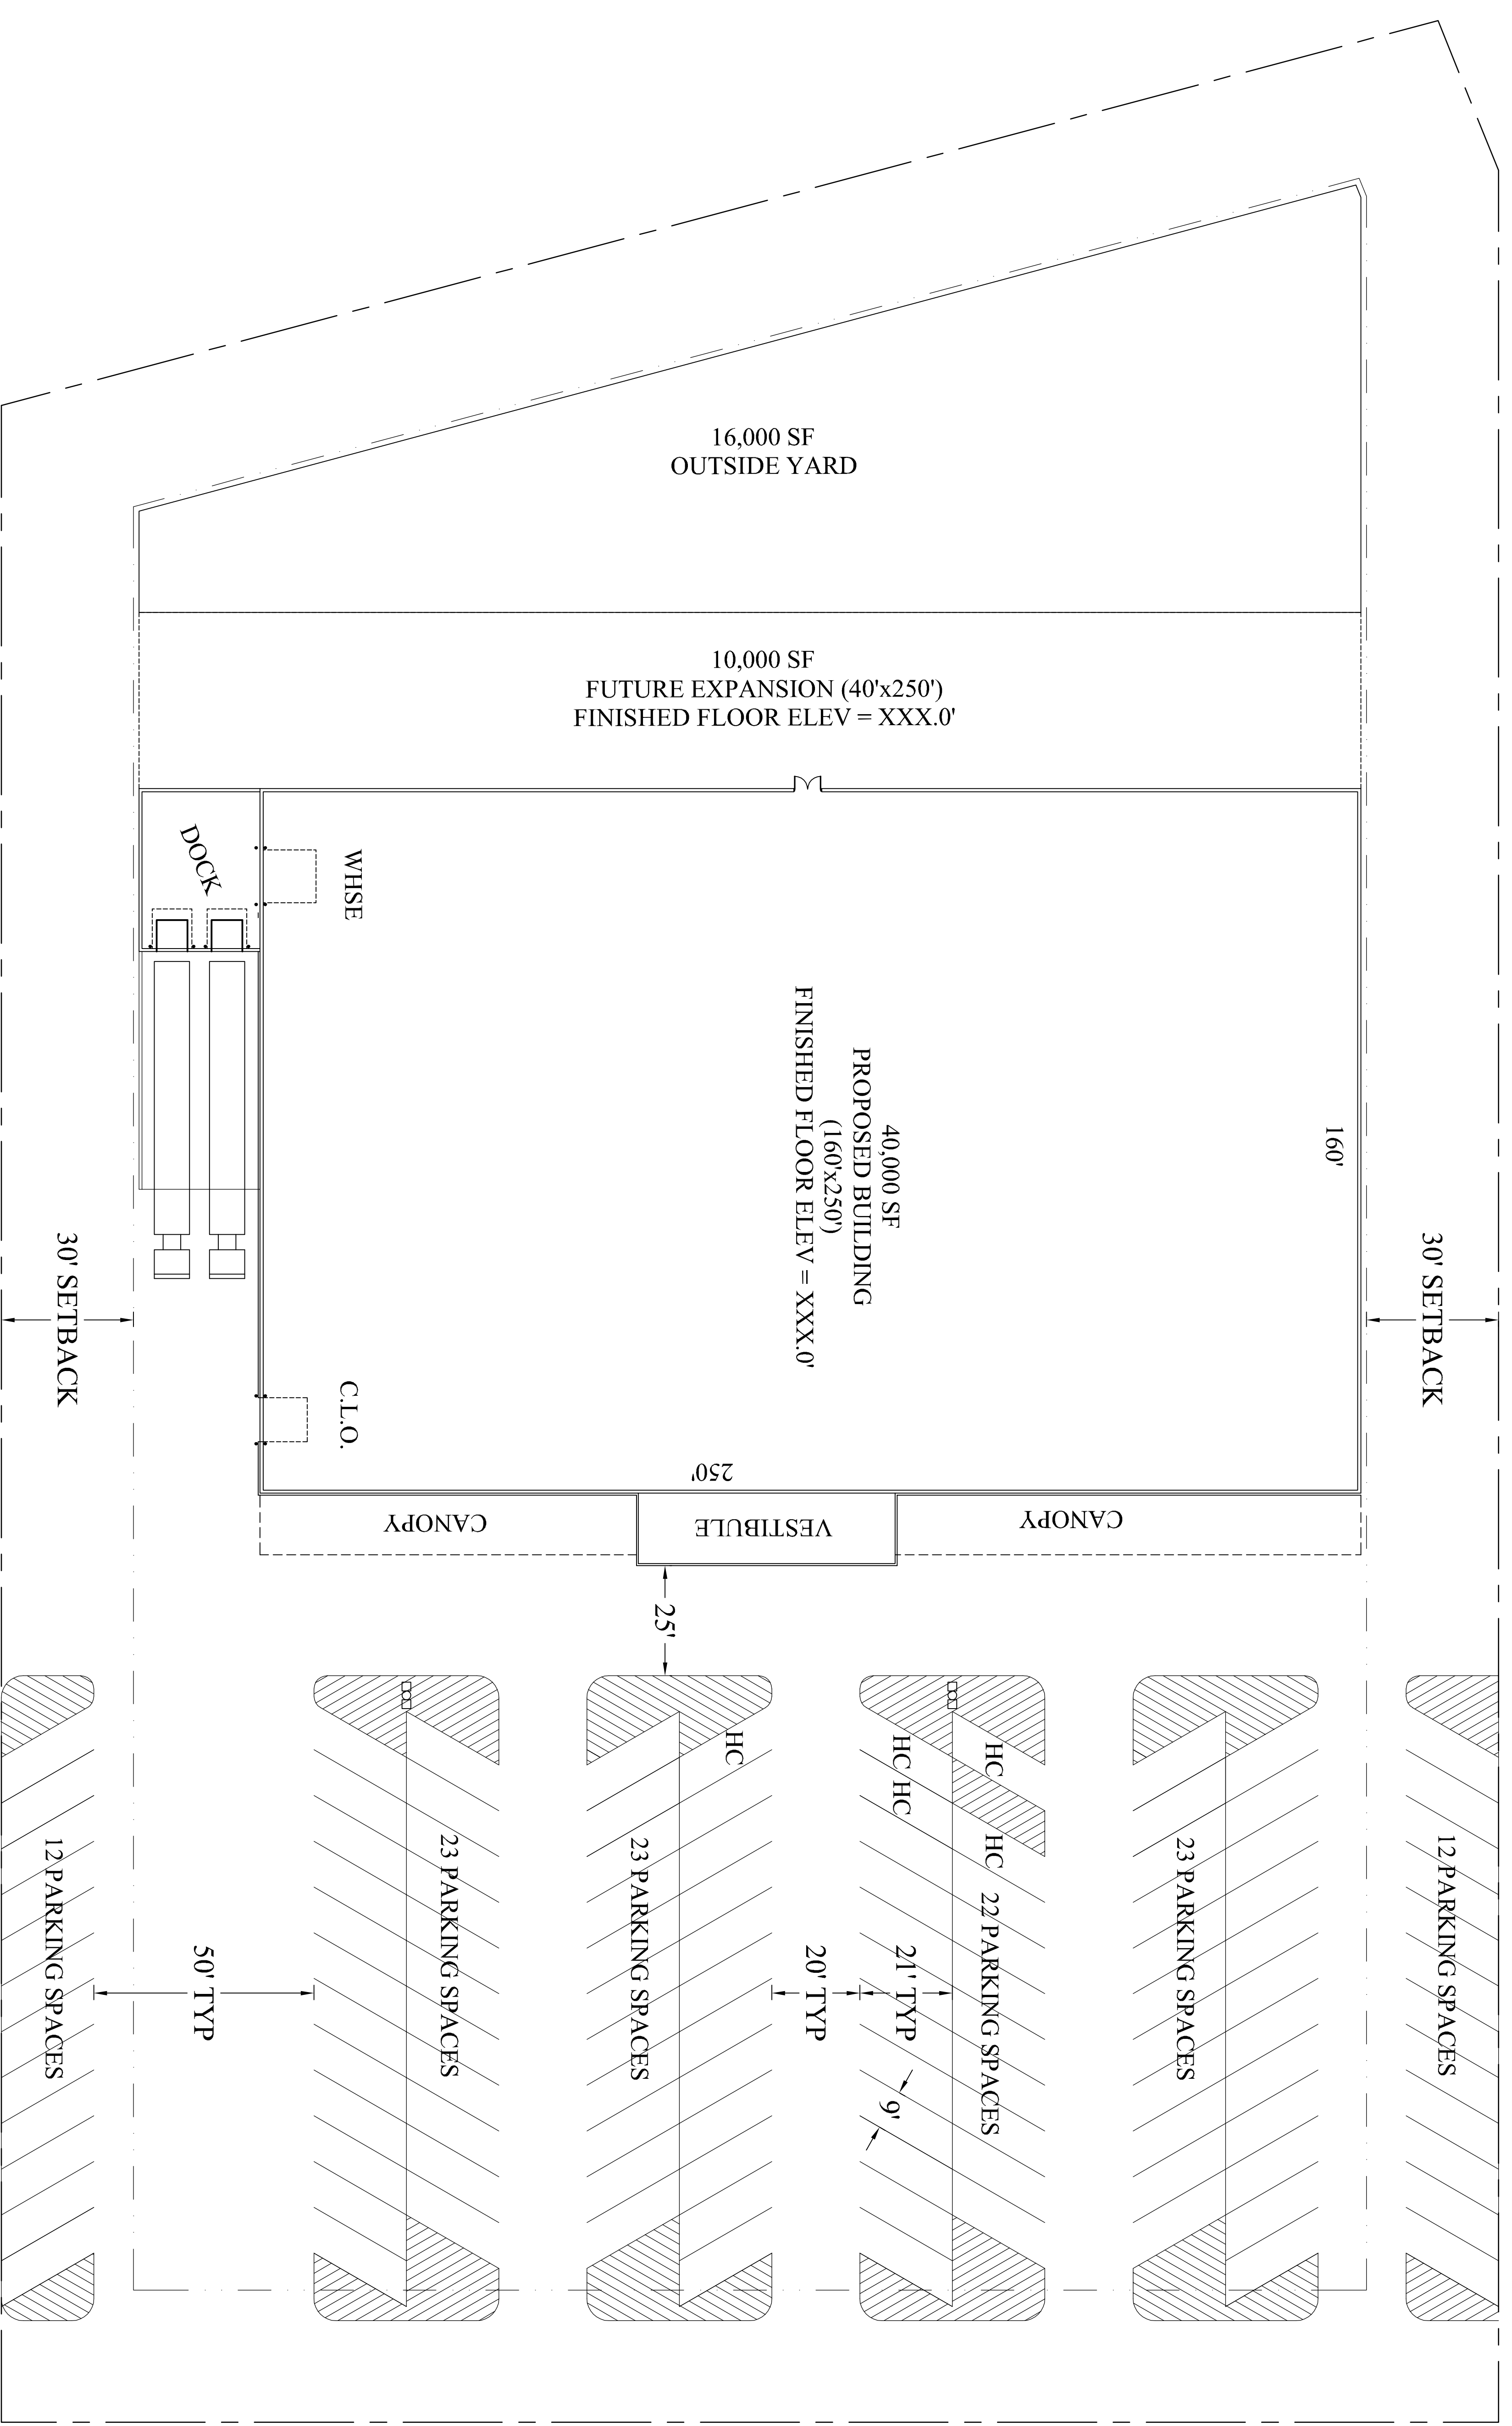 16,000 SF
OUTSIDE YARD
10,000 SF
FUTURE EXPANSION (40'x250')
FINISHED FLOOR ELEV = XXX.0'
DOCK
WHSE
40,000 SF
PROPOSED BUILDING
(160'x250')
FINISHED FLOOR ELEV = XXX.0'
160'
30' SETBACK
30' SETBACK
C.L.O.
250'
CANOPY
VESTIBULE
CANOPY
25'
HC
HC
HC
HC
HC
12 PARKING SPACES
23 PARKING SPACES
23 PARKING SPACES
22 PARKING SPACES
23 PARKING SPACES
12 PARKING SPACES
50' TYP
20' TYP
21' TYP
9'